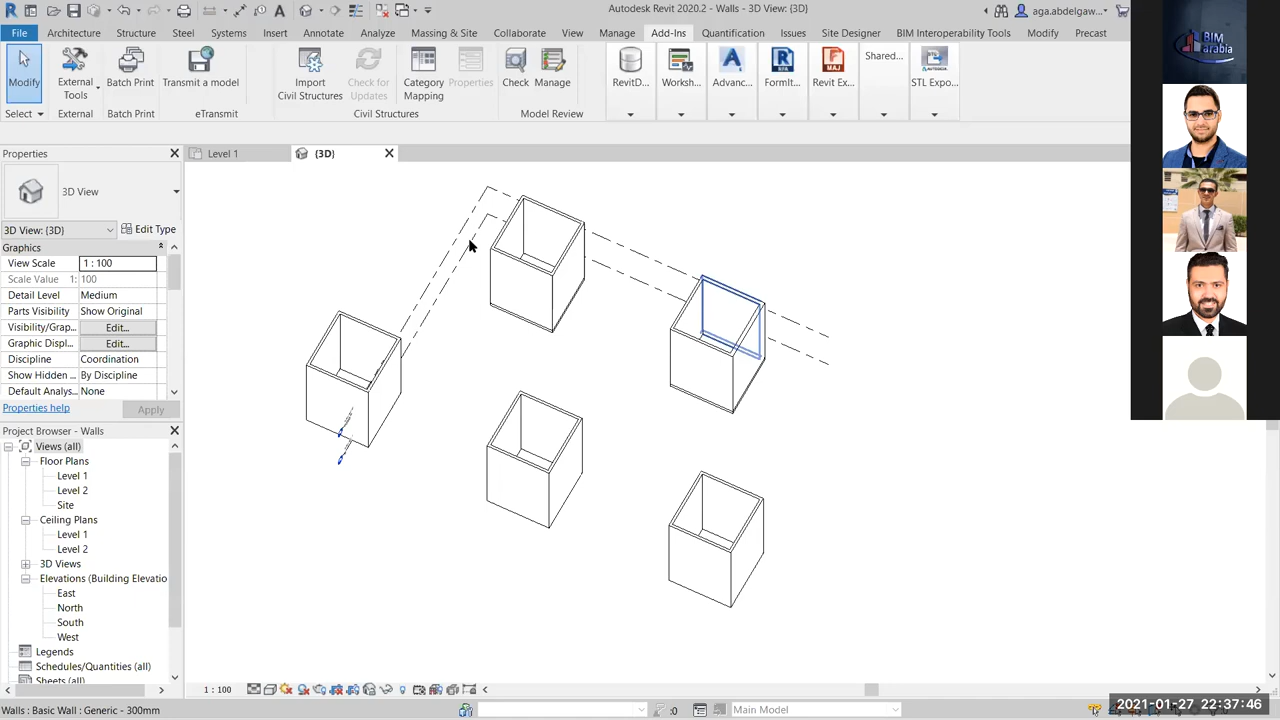 Autodesk Revit 2020.2 - Walls - 3D View: {3D}
aga.abdelgaw...
File Architecture Structure Steel Systems Insert Annotate Analyze Massing & Site Collaborate View Manage Add-Ins Quantification Issues Site Designer BIM Interoperability Tools Modify Precast
Modify
External Tools
Batch Print
Transmit a model
Import Civil Structures
Check for Updates
Category Mapping
Properties
Check
Manage
RevitD...
Worksh...
Advanc...
FormIt...
Revit Ex...
Shared...
STL Expo...
Select External Batch Print eTransmit Civil Structures Model Review
BIM arabia
Properties
Level 1
{3D}
3D View
3D View: {3D}
Edit Type
Graphics
View Scale 1 : 100
Scale Value 1: 100
Detail Level Medium
Parts Visibility Show Original
Visibility/Grap... Edit...
Graphic Displ... Edit...
Discipline Coordination
Show Hidden ... By Discipline
Default Analys... None
Properties help
Apply
Project Browser - Walls
Views (all)
Floor Plans
Level 1
Level 2
Site
Ceiling Plans
Level 1
Level 2
3D Views
Elevations (Building Elevatio
East
North
South
West
Legends
Schedules/Quantities (all)
Sheets (all)
1 : 100
Walls : Basic Wall : Generic - 300mm
:0
Main Model
2021-01-27 22:37:46